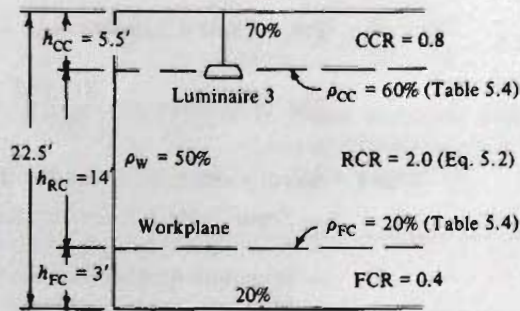 70%
h_CC = 5.5′
CCR = 0.8
ρ_CC = 60% (Table 5.4)
Luminaire 3
22.5′
ρ_W = 50%
RCR = 2.0 (Eq. 5.2)
h_RC = 14′
Workplane
ρ_FC = 20% (Table 5.4)
h_FC = 3′
FCR = 0.4
20%